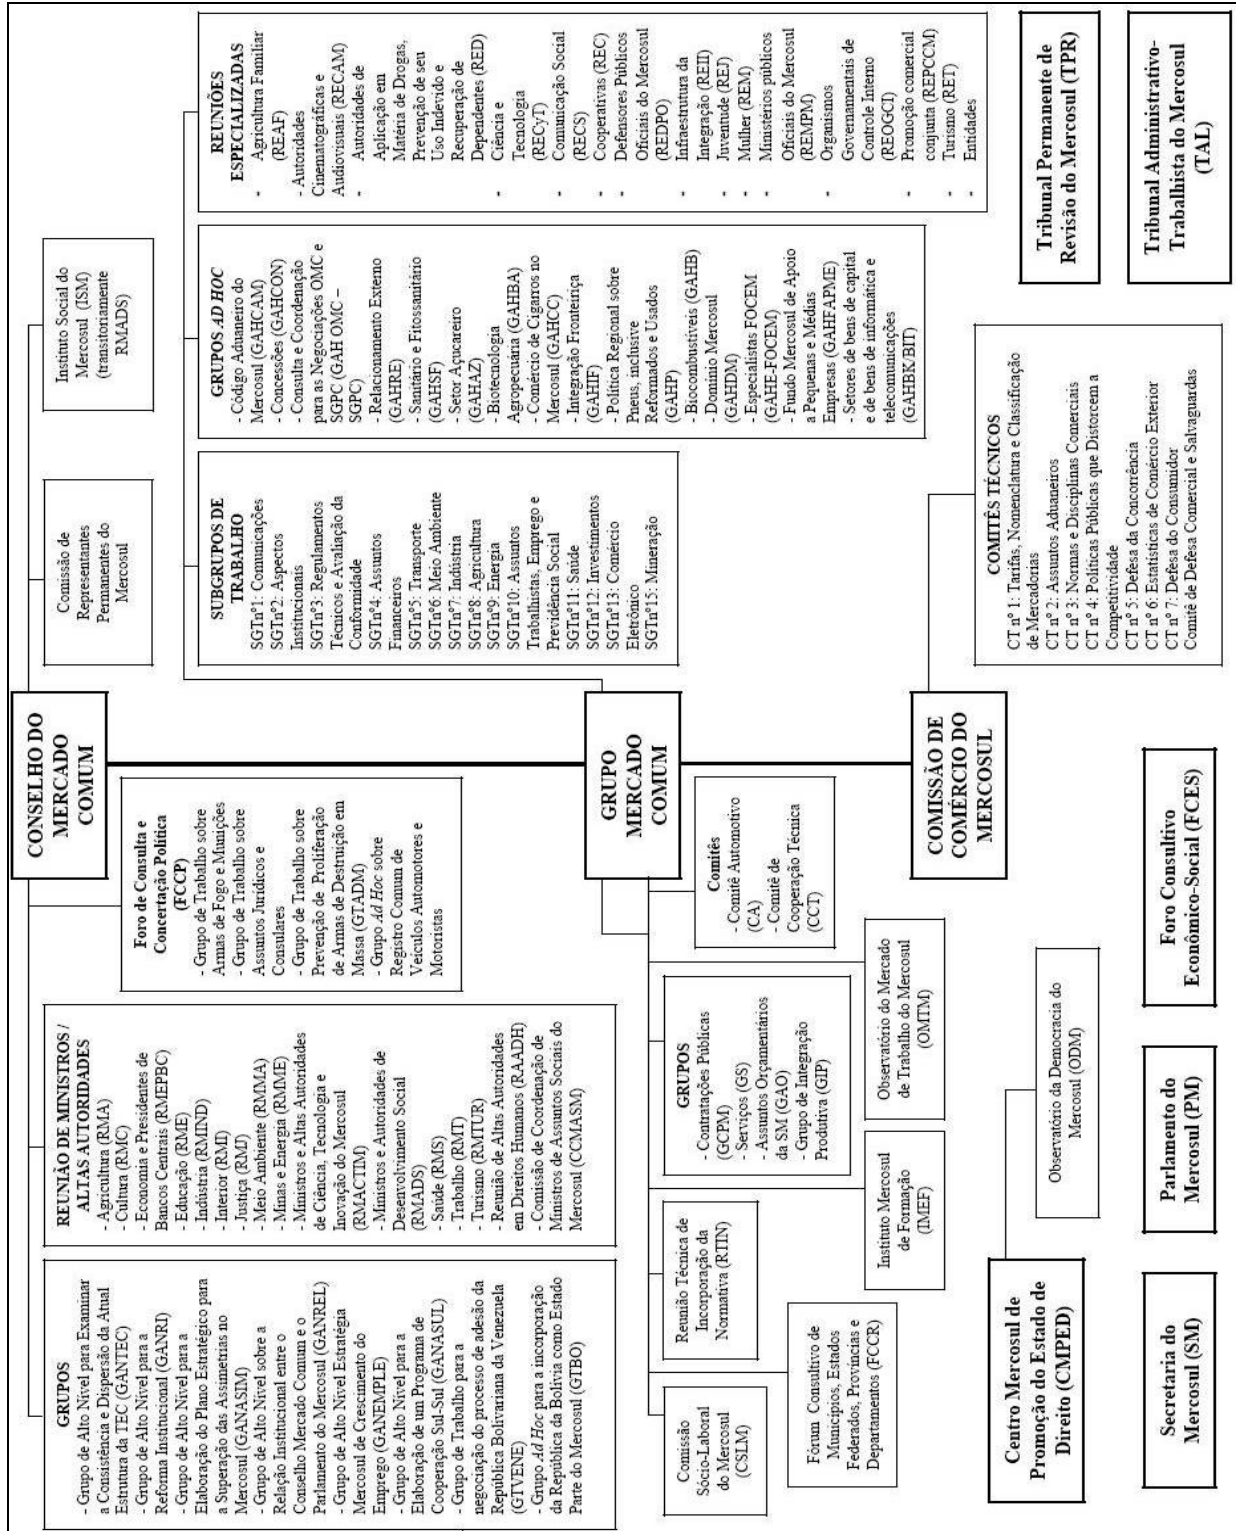 CONSELHO DO
MERCADO
COMUM
GRUPOS
- Grupo de Alto Nível para Examinar
a Consistência e Dispersão da Atual
Estrutura da TEC (GANTEC)
- Grupo de Alto Nível para a
Reforma Institucional (GANRI)
- Grupo de Alto Nível para a
Elaboração do Plano Estratégico para
a Superação das Assimetrias no
Mercosul (GANASIM)
- Grupo de Alto Nível sobre a
Relação Institucional entre o
Conselho Mercado Comum e o
Parlamento do Mercosul (GANREL)
- Grupo de Alto Nível Estratégia
Mercosul de Crescimento do
Emprego (GANEMPLE)
- Grupo de Alto Nível para a
Elaboração de um Programa de
Cooperação Sul-Sul (GANASUL)
- Grupo de Trabalho para a
negociação do processo de adesão da
República Bolivariana da Venezuela
(GTVENE)
- Grupo Ad Hoc para a incorporação
da República da Bolívia como Estado
Parte do Mercosul (GTBO)
REUNIÃO DE MINISTROS /
ALTAS AUTORIDADES
- Agricultura (RMA)
- Cultura (RMC)
- Economia e Presidentes de
Bancos Centrais (RMEPBC)
- Educação (RME)
- Indústria (RMIND)
- Interior (RMI)
- Justiça (RMJ)
- Meio Ambiente (RMMA)
- Minas e Energia (RMME)
- Ministros e Altas Autoridades
de Ciência, Tecnologia e
Inovação do Mercosul
(RMACTIM)
- Ministros e Autoridades de
Desenvolvimento Social
(RMADS)
- Saúde (RMS)
- Trabalho (RMT)
- Turismo (RMTUR)
- Reunião de Altas Autoridades
em Direitos Humanos (RAADH)
- Comissão de Coordenação de
Ministros de Assuntos Sociais do
Mercosul (CCMASM)
Foro de Consulta e
Concertação Política
(FCCP)
- Grupo de Trabalho sobre
Armas de Fogo e Munições
- Grupo de Trabalho sobre
Assuntos Jurídicos e
Consulares
- Grupo de Trabalho sobre
Prevenção de Proliferação
de Armas de Destruição em
Massa (GTADM)
- Grupo Ad Hoc sobre
Registro Comum de
Veículos Automotores e
Motoristas
Comissão de
Representantes
Permanentes do
Mercosul
Instituto Social do
Mercosul (ISM)
(transitoriamente
RMADS)
GRUPO
MERCADO
COMUM
SUBGRUPOS DE
TRABALHO
SGTnº1: Comunicações
SGTnº2: Aspectos
Institucionais
SGTnº3: Regulamentos
Técnicos e Avaliação da
Conformidade
SGTnº4: Assuntos
Financeiros
SGTnº5: Transporte
SGTnº6: Meio Ambiente
SGTnº7: Indústria
SGTnº8: Agricultura
SGTnº9: Energia
SGTnº10: Assuntos
Trabalhistas, Emprego e
Previdência Social
SGTnº11: Saúde
SGTnº12: Investimentos
SGTnº13: Comércio
Eletrônico
SGTnº15: Mineração
GRUPOS AD HOC
- Código Aduaneiro do
Mercosul (GAHCAM)
- Concessões (GAHCON)
- Consulta e Coordenação
para as Negociações OMC e
SGPC (GAH OMC –
SGPC)
- Relacionamento Externo
(GAHRE)
- Sanitário e Fitossanitário
(GAHSF)
- Setor Açucareiro
(GAHAZ)
- Biotecnologia
Agropecuária (GAHBA)
- Comércio de Cigarros no
Mercosul (GAHCC)
- Integração Fronteiriça
(GAHIF)
- Política Regional sobre
Pneus, inclusive
Reformados e Usados
(GAHP)
- Biocombustíveis (GAHB)
- Domínio Mercosul
(GAHDM)
- Especialistas FOCEM
(GAHE-FOCEM)
- Fundo Mercosul de Apoio
a Pequenas e Médias
Empresas (GAHFAPME)
- Setores de bens de capital
e de bens de informática e
telecomunicações
(GAHBK/BIT)
REUNIÕES
ESPECIALIZADAS
- Agricultura Familiar
(REAF)
- Autoridades
Cinematográficas e
Audiovisuais (RECAM)
- Autoridades de
Aplicação em
Matéria de Drogas,
Prevenção de seu
Uso Indevido e
Recuperação de
Dependentes (RED)
- Ciência e
Tecnologia
(RECyT)
- Comunicação Social
(RECS)
- Cooperativas (REC)
- Defensores Públicos
Oficiais do Mercosul
(REDPO)
- Infraestrutura da
Integração (REII)
- Juventude (REJ)
- Mulher (REM)
- Ministérios públicos
Oficiais do Mercosul
(REMPM)
- Organismos
Governamentais de
Controle Interno
(REOGCI)
- Promoção comercial
conjunta (REPCCM)
- Turismo (RET)
- Entidades
Comissão
Sócio-Laboral
do Mercosul
(CSLM)
Reunião Técnica de
Incorporação da
Normativa (RTIN)
GRUPOS
- Contratações Públicas
(GCPM)
- Serviços (GS)
- Assuntos Orçamentários
da SM (GAO)
- Grupo de Integração
Produtiva (GIP)
Comitês
- Comitê Automotivo
(CA)
- Comitê de
Cooperação Técnica
(CCT)
Fórum Consultivo de
Municípios, Estados
Federados, Províncias e
Departamentos (FCCR)
Instituto Mercosul
de Formação
(IMEF)
Observatório do Mercado
de Trabalho do Mercosul
(OMTM)
COMISSÃO DE
COMÉRCIO DO
MERCOSUL
COMITÊS TÉCNICOS
CT nº 1: Tarifas, Nomenclatura e Classificação
de Mercadorias
CT nº 2: Assuntos Aduaneiros
CT nº 3: Normas e Disciplinas Comerciais
CT nº 4: Políticas Públicas que Distorcem a
Competitividade
CT nº 5: Defesa da Concorrência
CT nº 6: Estatísticas de Comércio Exterior
CT nº 7: Defesa do Consumidor
Comitê de Defesa Comercial e Salvaguardas
Centro Mercosul de
Promoção do Estado de
Direito (CMPED)
Observatório da Democracia do
Mercosul (ODM)
Tribunal Permanente de
Revisão do Mercosul (TPR)
Secretaria do
Mercosul (SM)
Parlamento do
Mercosul (PM)
Foro Consultivo
Econômico-Social (FCES)
Tribunal Administrativo-
Trabalhista do Mercosul
(TAL)